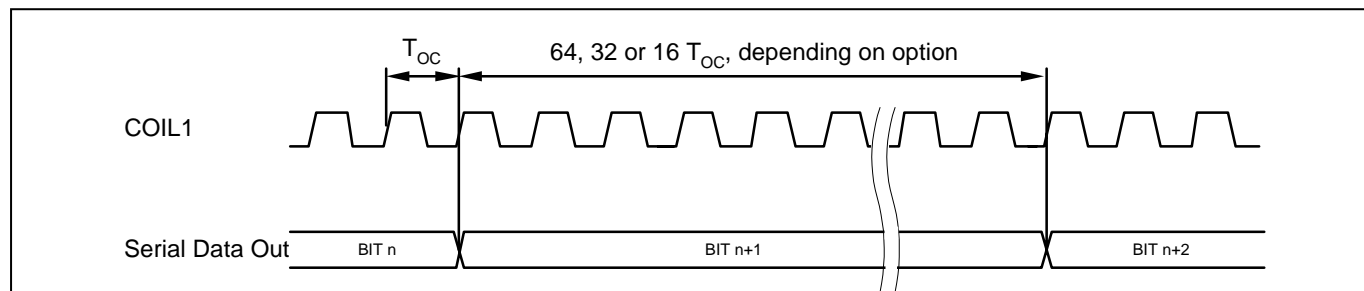 T_OC
64, 32 or 16 T_OC, depending on option
COIL1
Serial Data Out
BIT n
BIT n+1
BIT n+2